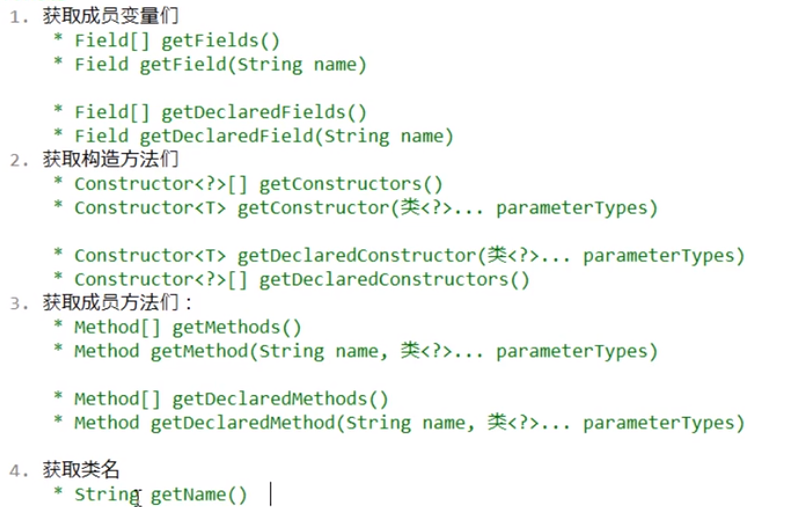 1. 获取成员变量们
* Field[] getFields()
* Field getField(String name)
* Field[] getDeclaredFields()
* Field getDeclaredField(String name)
2. 获取构造方法们
* Constructor<?>[] getConstructors()
* Constructor<T> getConstructor(类<?>... parameterTypes)
* Constructor<T> getDeclaredConstructor(类<?>... parameterTypes)
* Constructor<?>[] getDeclaredConstructors()
3. 获取成员方法们：
* Method[] getMethods()
* Method getMethod(String name, 类<?>... parameterTypes)
* Method[] getDeclaredMethods()
* Method getDeclaredMethod(String name, 类<?>... parameterTypes)
4. 获取类名
* String getName()